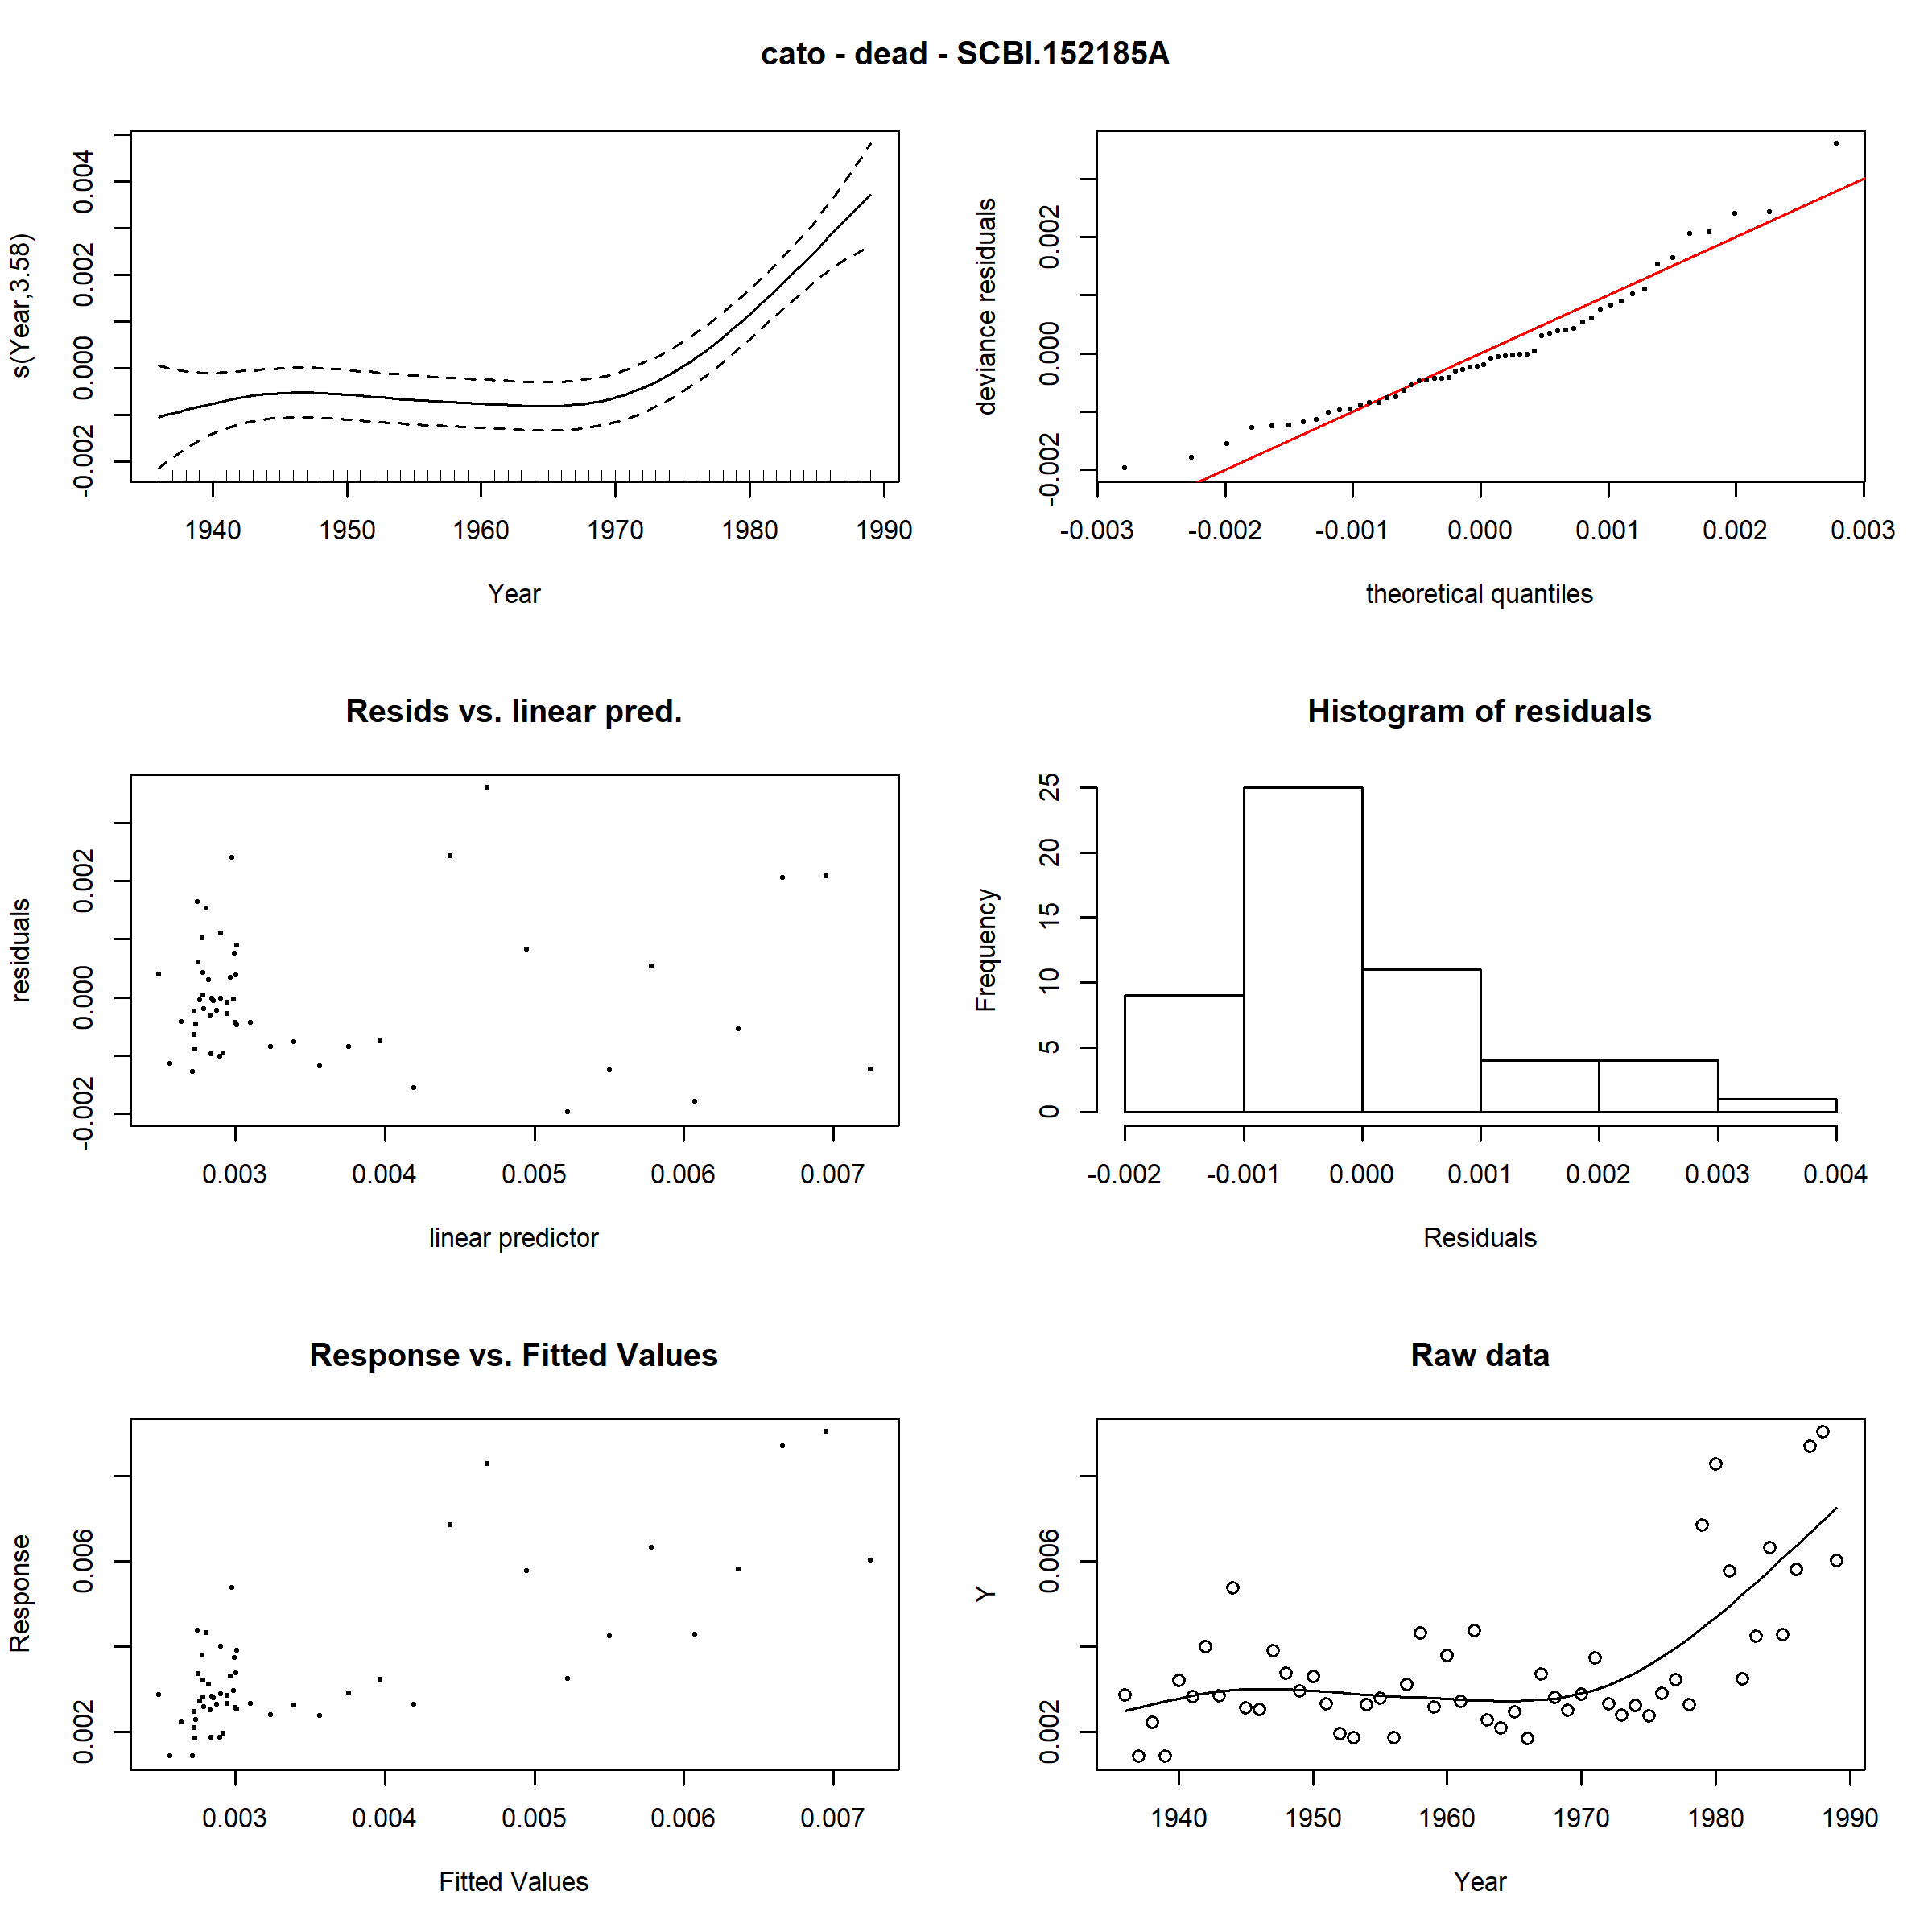 cato - dead - SCBI.152185A
s(Year,3.58)
-0.002 0.000 0.002 0.004
1940 1950 1960 1970 1980 1990
Year
deviance residuals
-0.002 0.000 0.002
-0.003 -0.002 -0.001 0.000 0.001 0.002 0.003
theoretical quantiles
Resids vs. linear pred.
residuals
-0.002 0.000 0.002
0.003 0.004 0.005 0.006 0.007
linear predictor
Histogram of residuals
Frequency
0 5 10 15 20 25
-0.002 -0.001 0.000 0.001 0.002 0.003 0.004
Residuals
Response vs. Fitted Values
Response
0.002 0.006
0.003 0.004 0.005 0.006 0.007
Fitted Values
Raw data
Y
0.002 0.006
1940 1950 1960 1970 1980 1990
Year